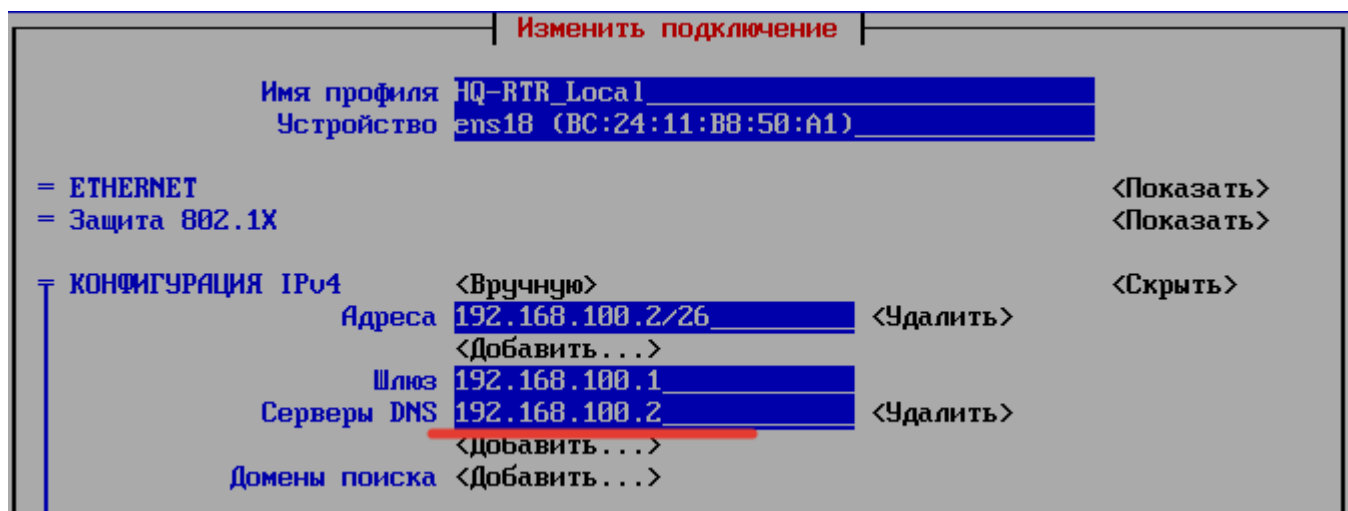 Изменить подключение
Имя профиля HQ-RTR_Local
Устройство ens18 (BC:24:11:B8:50:A1)
= ETHERNET <Показать>
= Защита 802.1X <Показать>
= КОНФИГУРАЦИЯ IPv4 <Вручную> <Скрыть>
Адреса 192.168.100.2/26 <Удалить>
<Добавить...>
Шлюз 192.168.100.1
Серверы DNS 192.168.100.2 <Удалить>
<Добавить...>
Домены поиска <Добавить...>